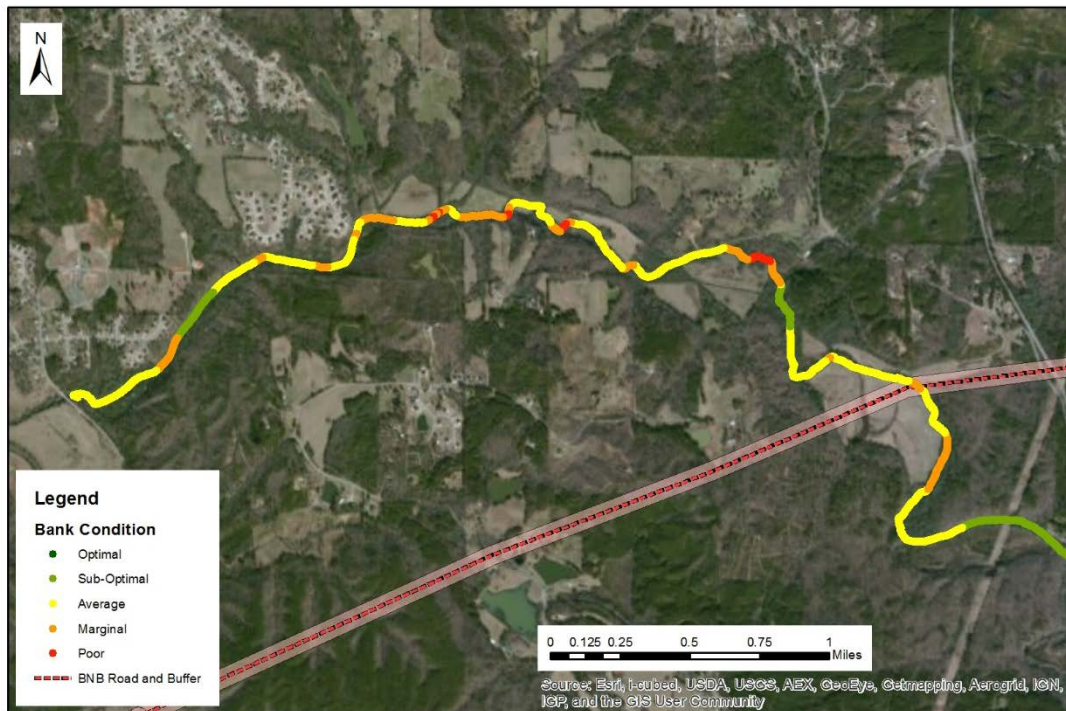 N
Legend
Bank Condition
Optimal
Sub-Optimal
Average
Marginal
Poor
BNB Road and Buffer
0 0.125 0.25 0.5 0.75 1
Miles
Source: Esri, i-cubed, USDA, USGS, AEX, GeoEye, Getmapping, Aerogrid, IGN,
IGP, and the GIS User Community